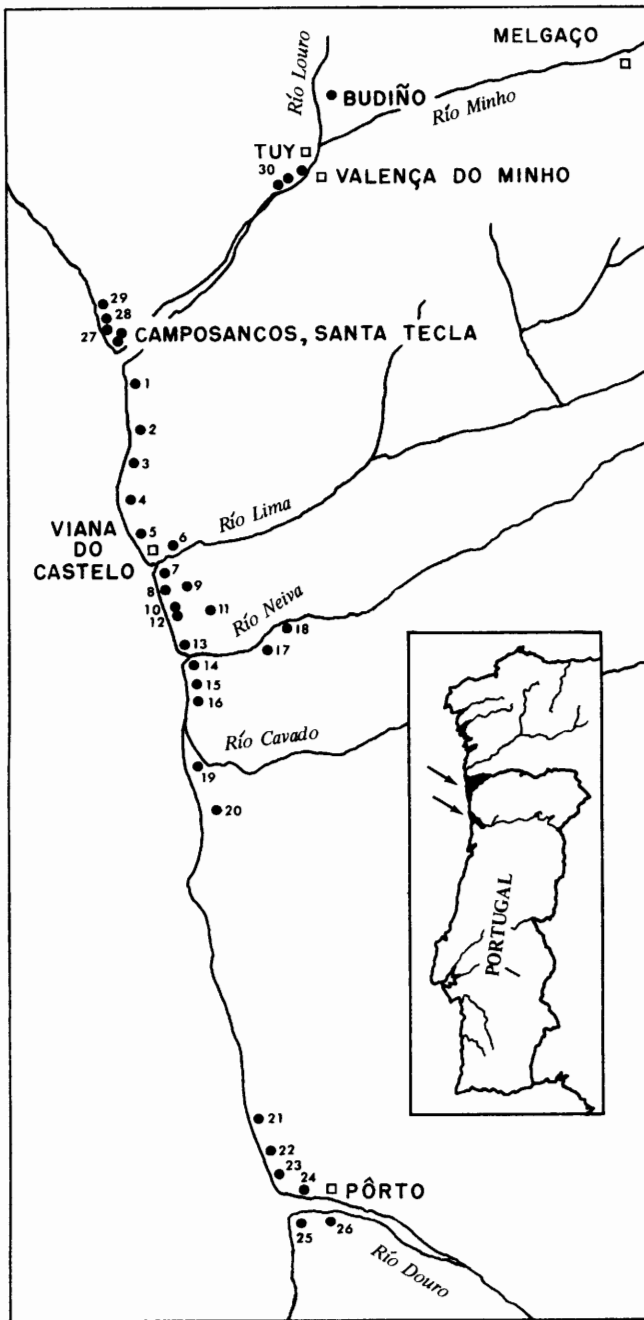 MELGAÇO
Río Louro
BUDIÑO
Río Minho
TUY
30
VALENÇA DO MINHO
29
28
27
CAMPOSANCOS, SANTA TECLA
1
2
3
4
Río Lima
5
6
VIANA
DO
CASTELO
7
8
9
10
11
12
Río Neiva
13
18
17
14
15
16
Río Cavado
19
20
PORTUGAL
21
22
23
24
PÔRTO
25
26
Río Douro